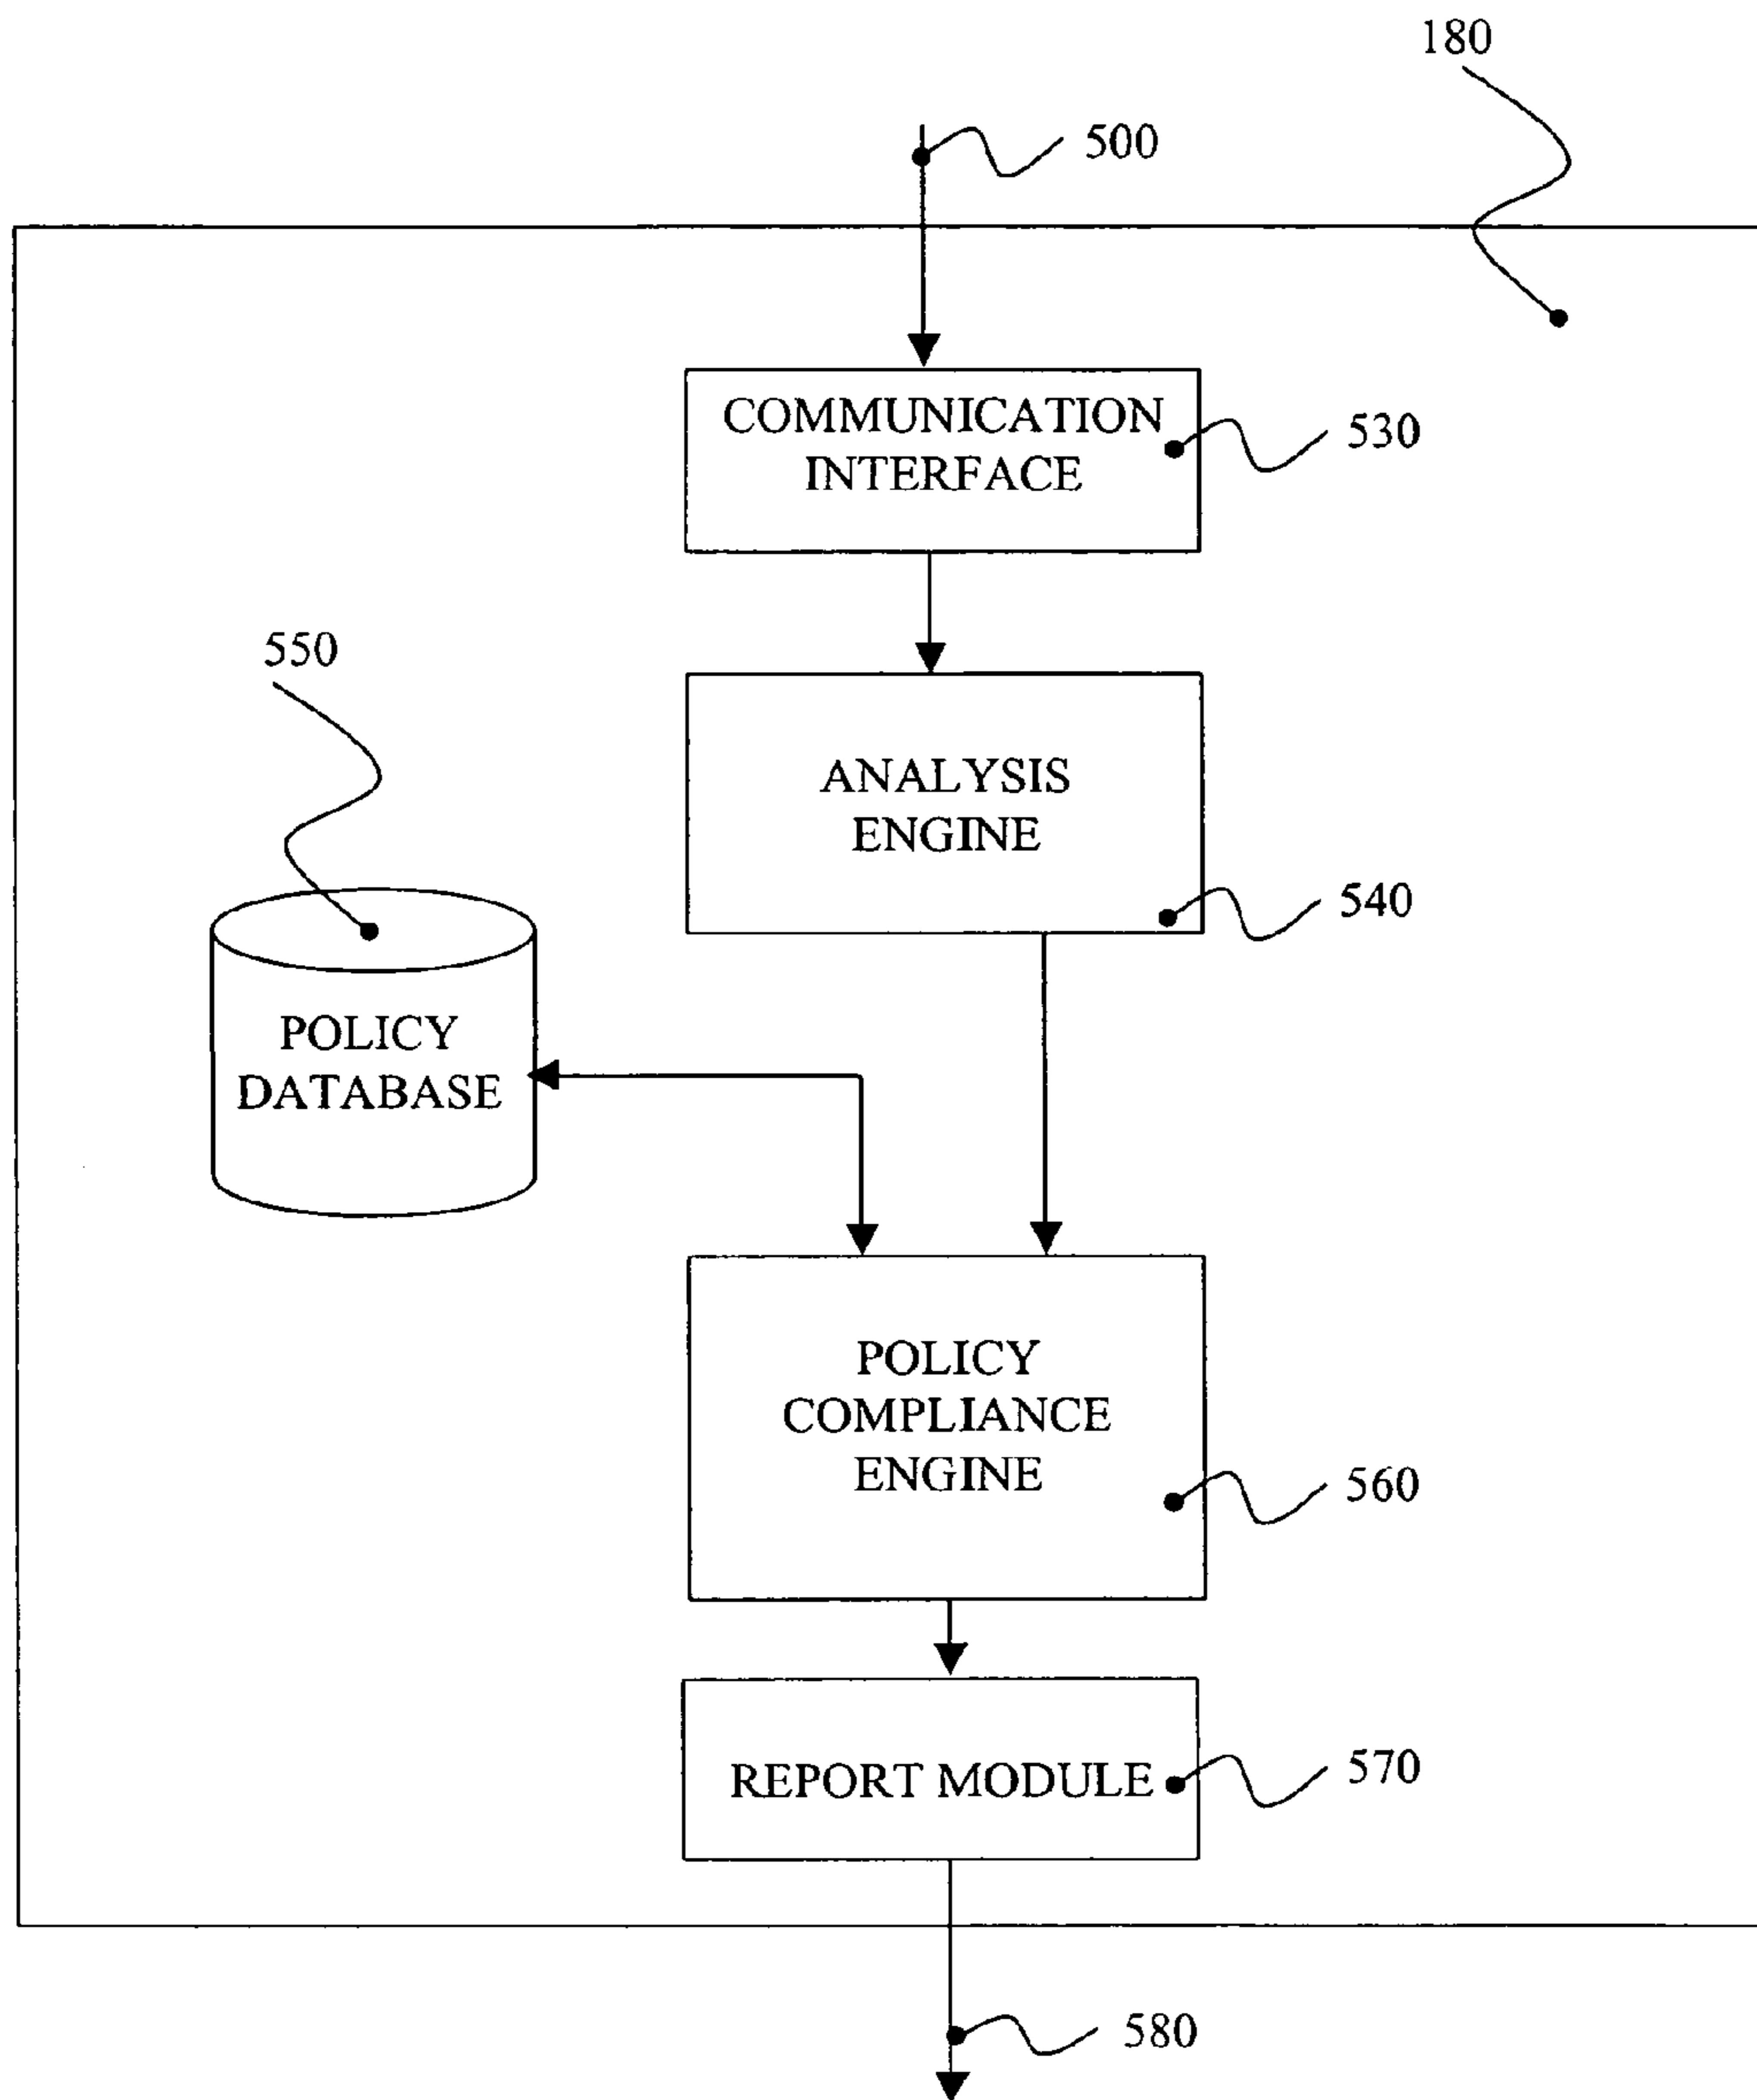 180
500
COMMUNICATION
INTERFACE
530
550
ANALYSIS
ENGINE
540
POLICY
DATABASE
POLICY
COMPLIANCE
ENGINE
560
REPORT MODULE
570
580